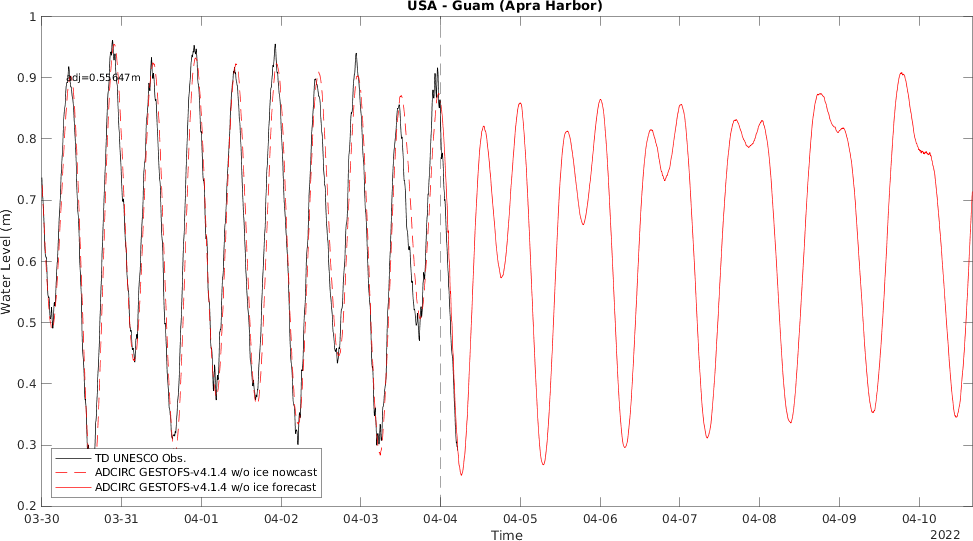 USA - Guam (Apra Harbor)
1
0.9
0.8
0.7
0.6
0.5
0.4
0.3
0.2
Water Level (m)
adj=0.55647m
TD UNESCO Obs.
ADCIRC GESTOFS-v4.1.4 w/o ice nowcast
ADCIRC GESTOFS-v4.1.4 w/o ice forecast
03-30 03-31 04-01 04-02 04-03 04-04 04-05 04-06 04-07 04-08 04-09 04-10
Time
2022